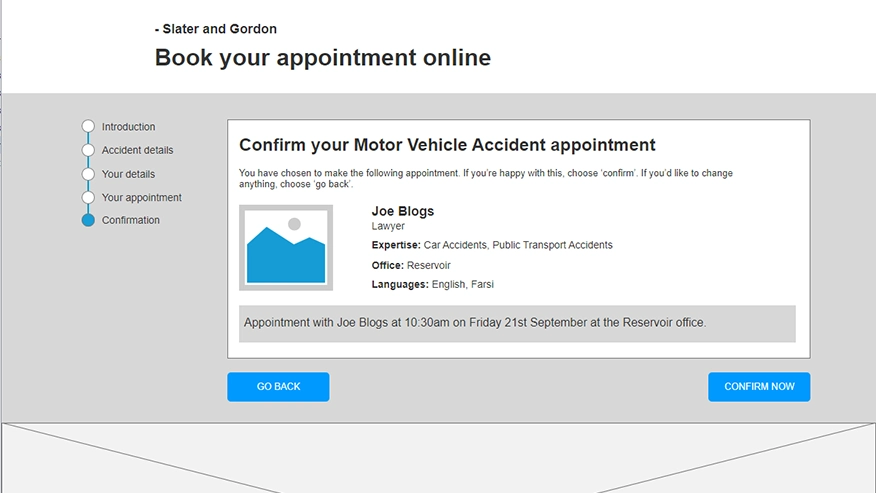 - Slater and Gordon
Book your appointment online
Introduction
Accident details
Your details
Your appointment
Confirmation
Confirm your Motor Vehicle Accident appointment
You have chosen to make the following appointment. If you're happy with this, choose 'confirm'. If you'd like to change
anything, choose 'go back'.
Joe Blogs
Lawyer
Expertise: Car Accidents, Public Transport Accidents
Office: Reservoir
Languages: English, Farsi
Appointment with Joe Blogs at 10:30am on Friday 21st September at the Reservoir office.
GO BACK
CONFIRM NOW